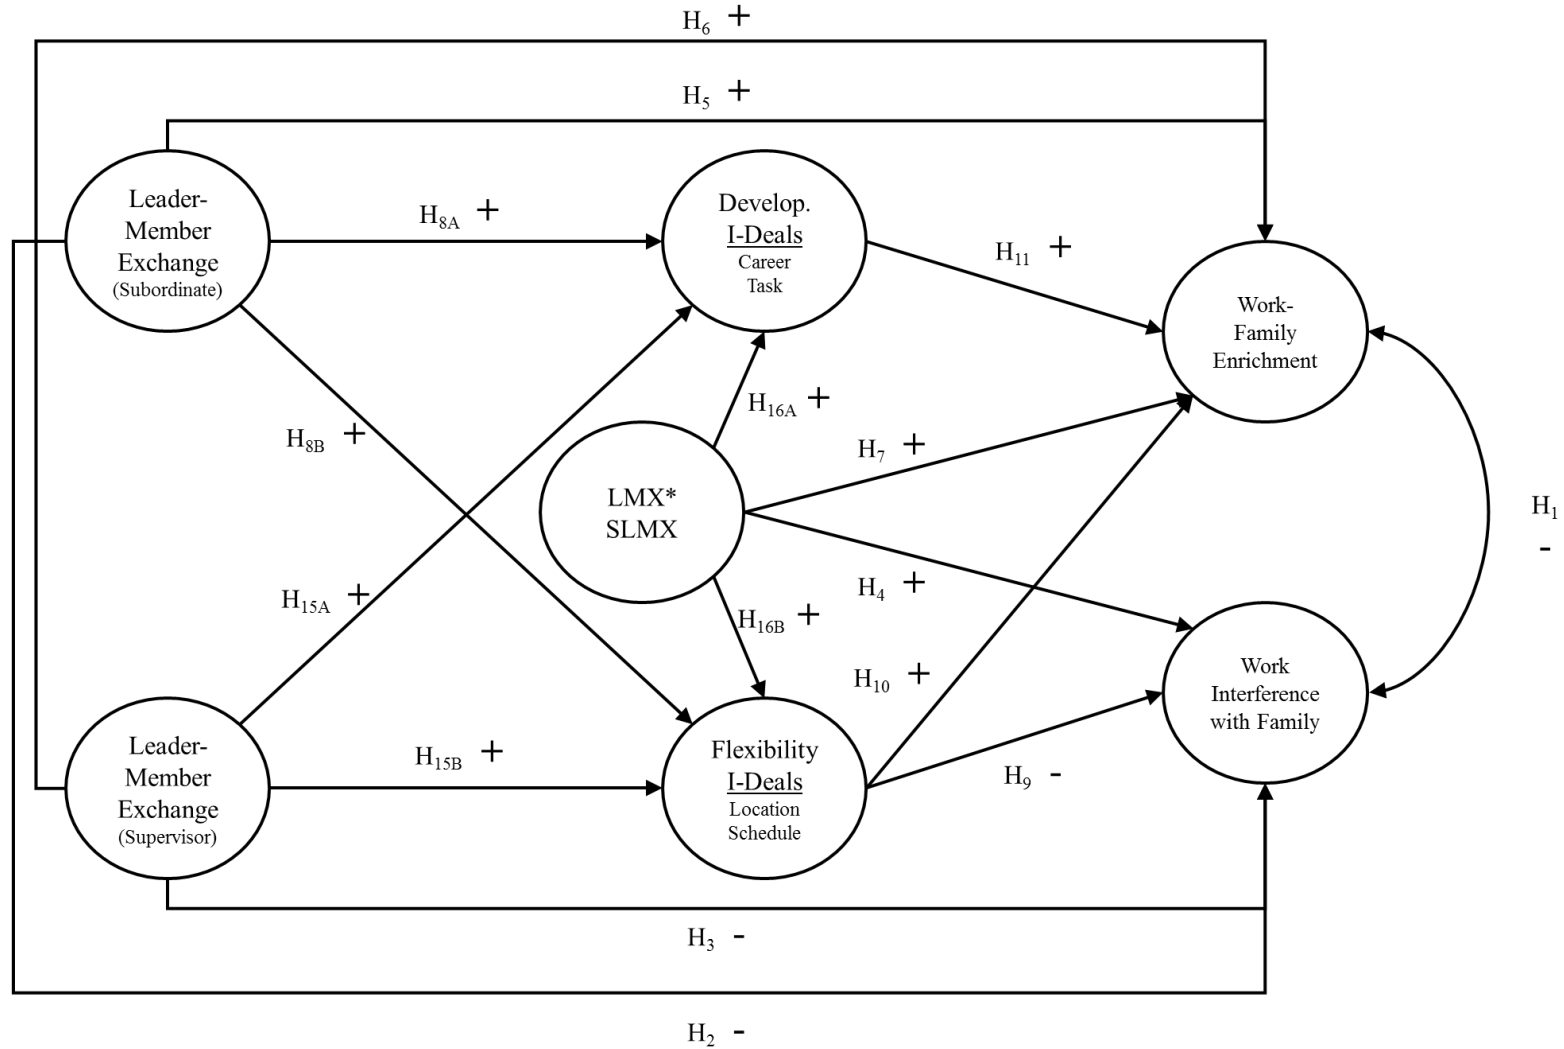 H6 +
H5 +
Leader-
Member
Exchange
(Subordinate)
H8A +
Develop.
I-Deals
Career
Task
H11 +
Work-
Family
Enrichment
H16A +
H8B +
H7 +
LMX*
SLMX
H1
-
H15A +
H4 +
H16B +
H10 +
Work
Interference
with Family
Leader-
Member
Exchange
(Supervisor)
H15B +
Flexibility
I-Deals
Location
Schedule
H9 -
H3 -
H2 -